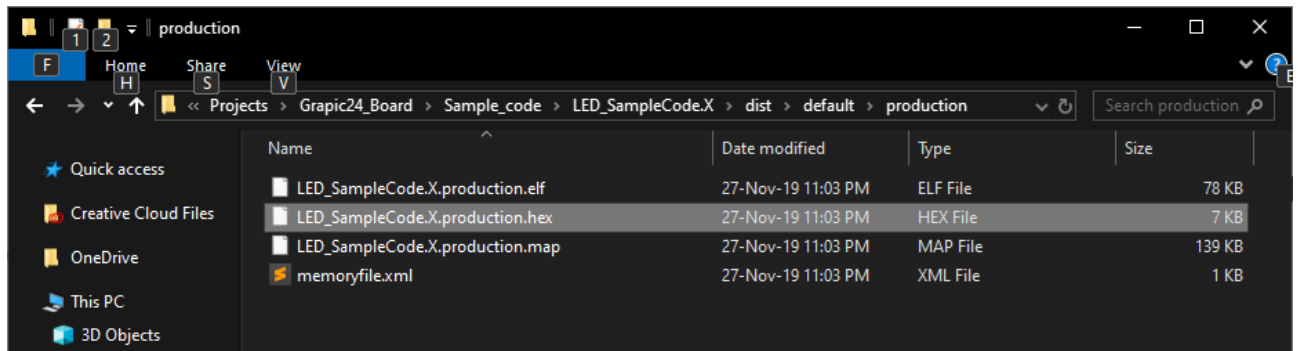 1 2 production
F Home Share View
H S V E
« Projects > Grapic24_Board > Sample_code > LED_SampleCode.X > dist > default > production Search production
Name Date modified Type Size
Quick access
LED_SampleCode.X.production.elf 27-Nov-19 11:03 PM ELF File 78 KB
Creative Cloud Files
LED_SampleCode.X.production.hex 27-Nov-19 11:03 PM HEX File 7 KB
LED_SampleCode.X.production.map 27-Nov-19 11:03 PM MAP File 139 KB
OneDrive
memoryfile.xml 27-Nov-19 11:03 PM XML File 1 KB
This PC
3D Objects